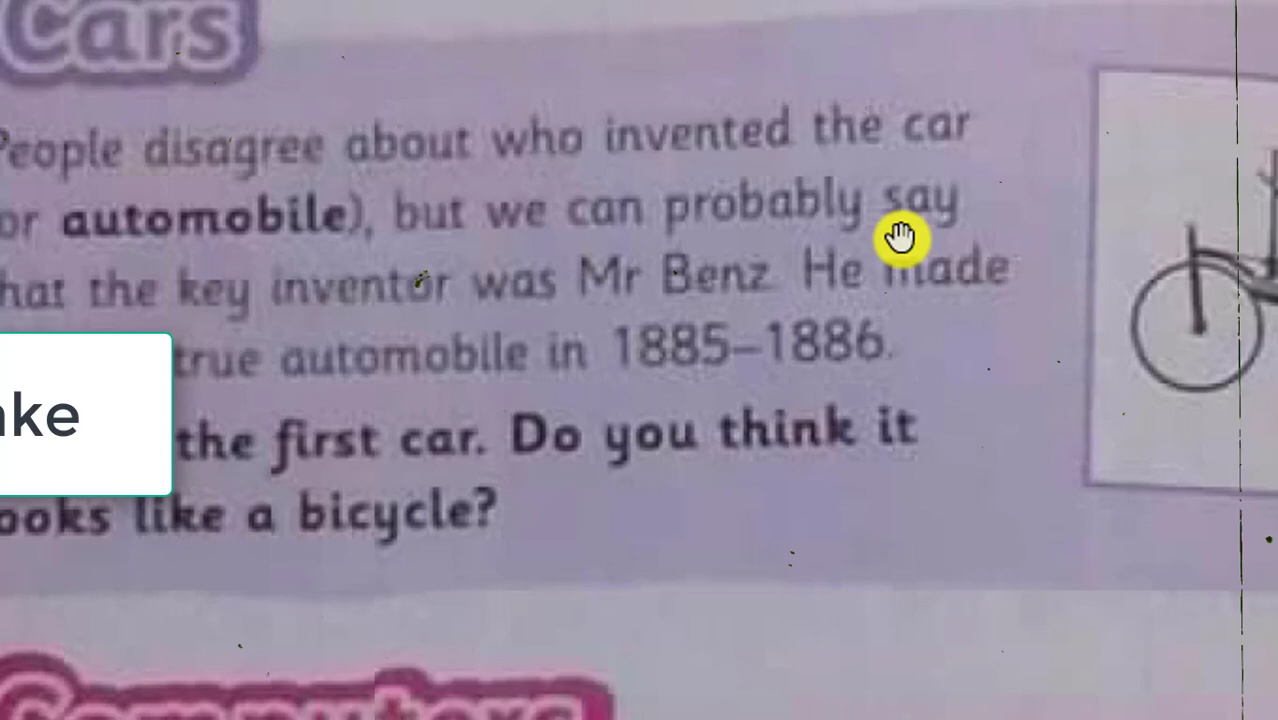 Cars
People disagree about who invented the car
or automobile), but we can probably say
hat the key inventor was Mr Benz. He made
true automobile in 1885–1886.
ake
the first car. Do you think it
ooks like a bicycle?
Computers